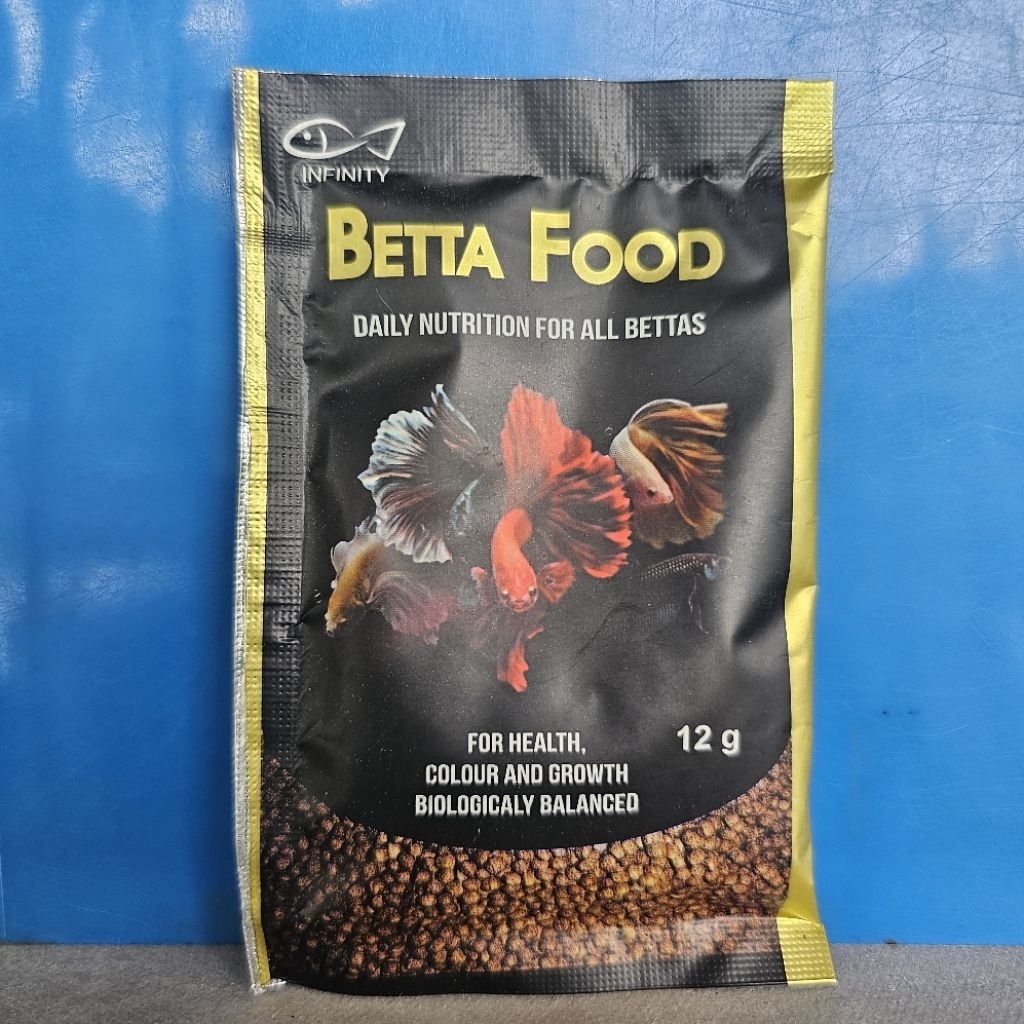 INFINITY
BETTA FOOD
DAILY NUTRITION FOR ALL BETTAS
FOR HEALTH,
12 g
COLOUR AND GROWTH
BIOLOGICALY BALANCED